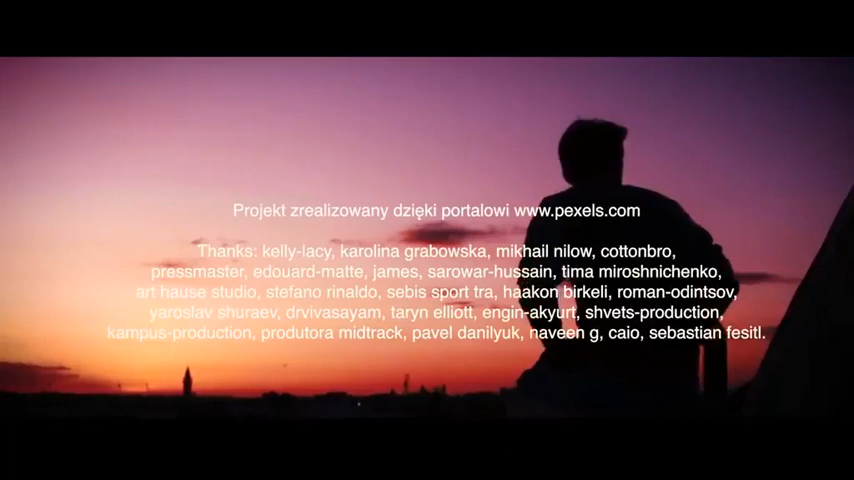 Projekt zrealizowany dzięki portalowi www.pexels.com
Thanks: kelly-lacy, karolina grabowska, mikhail nilow, cottonbro,
pressmaster, edouard-matte, james, sarowar-hussain, tima miroshnichenko,
art hause studio, stefano rinaldo, sebis sport tra, haakon birkeli, roman-odintsov,
yaroslav shuraev, drvivasayam, taryn elliott, engin-akyurt, shvets-production,
kampus-production, produtora midtrack, pavel danilyuk, naveen g, caio, sebastian fesitl.